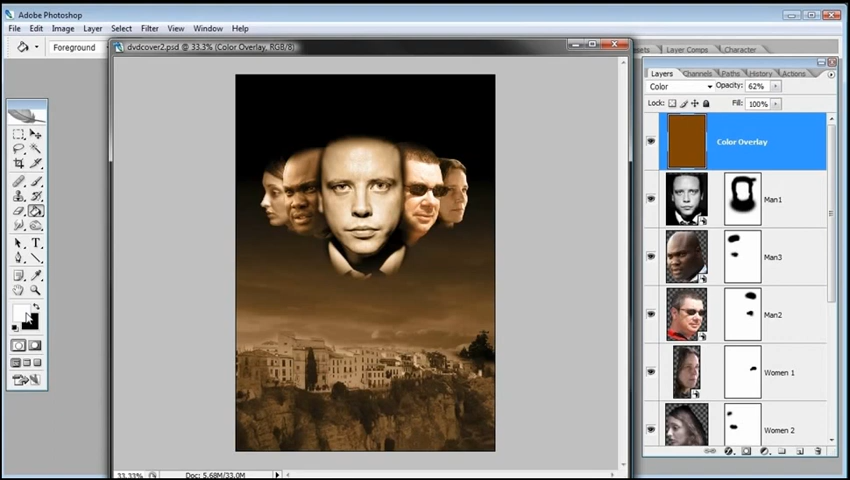 Adobe Photoshop
File Edit Image Layer Select Filter View Window Help
Foreground
dvdcover2.psd @ 33.3% (Color Overlay, RGB/8)
Layer Comps Character
Layers Channels Paths History Actions
Color Opacity: 62%
Lock: Fill: 100%
Color Overlay
Man1
Man3
Man2
Women 1
Women 2
33.33% Doc: 5.68M/33.0M